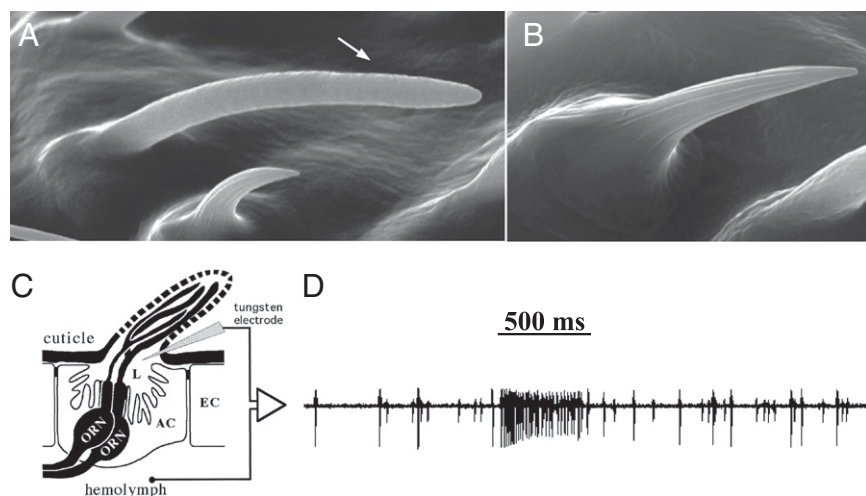 A
B
C
D
tungsten
electrode
500 ms
cuticle
L
EC
AC
ORN
ORN
hemolymph